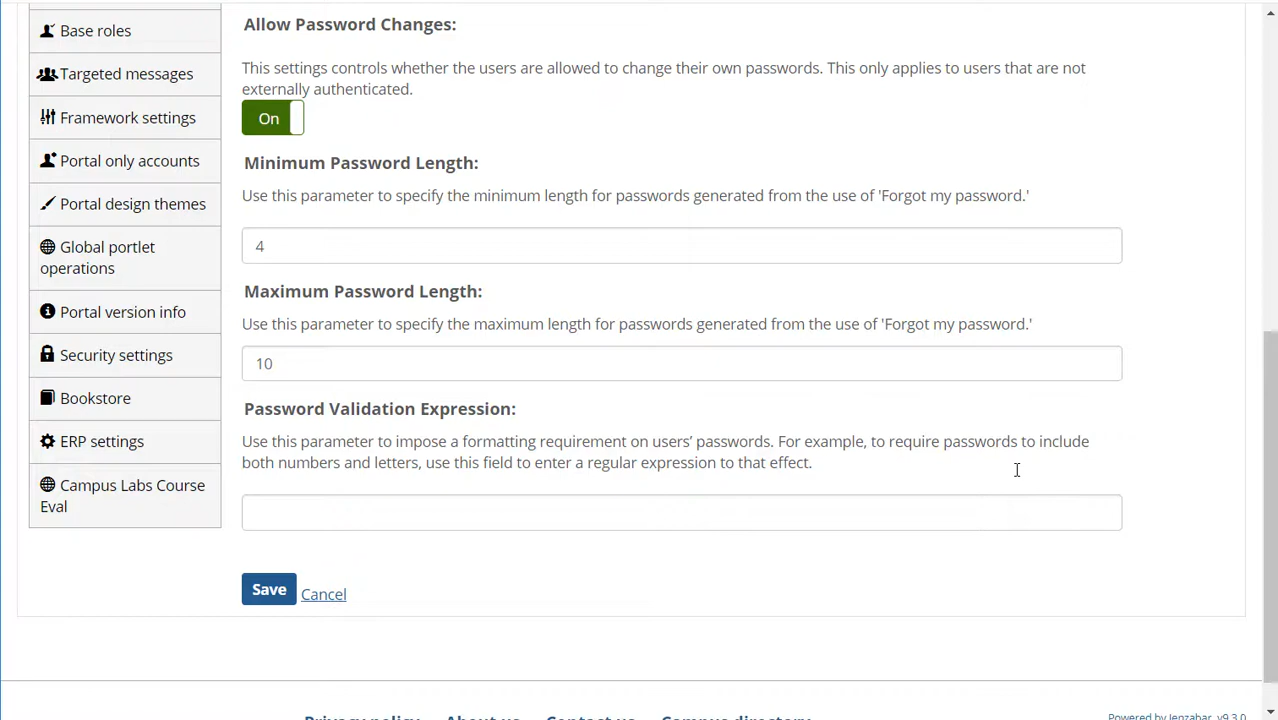 Base roles
Targeted messages
Framework settings
Portal only accounts
Portal design themes
Global portlet
operations
Portal version info
Security settings
Bookstore
ERP settings
Campus Labs Course
Eval
Allow Password Changes:
This settings controls whether the users are allowed to change their own passwords. This only applies to users that are not
externally authenticated.
On
Minimum Password Length:
Use this parameter to specify the minimum length for passwords generated from the use of 'Forgot my password.'
4
Maximum Password Length:
Use this parameter to specify the maximum length for passwords generated from the use of 'Forgot my password.'
10
Password Validation Expression:
Use this parameter to impose a formatting requirement on users’ passwords. For example, to require passwords to include
both numbers and letters, use this field to enter a regular expression to that effect.
Save Cancel
Privacy policy About us Contact us Campus directory
Powered by Jenzabar. v9.3.0